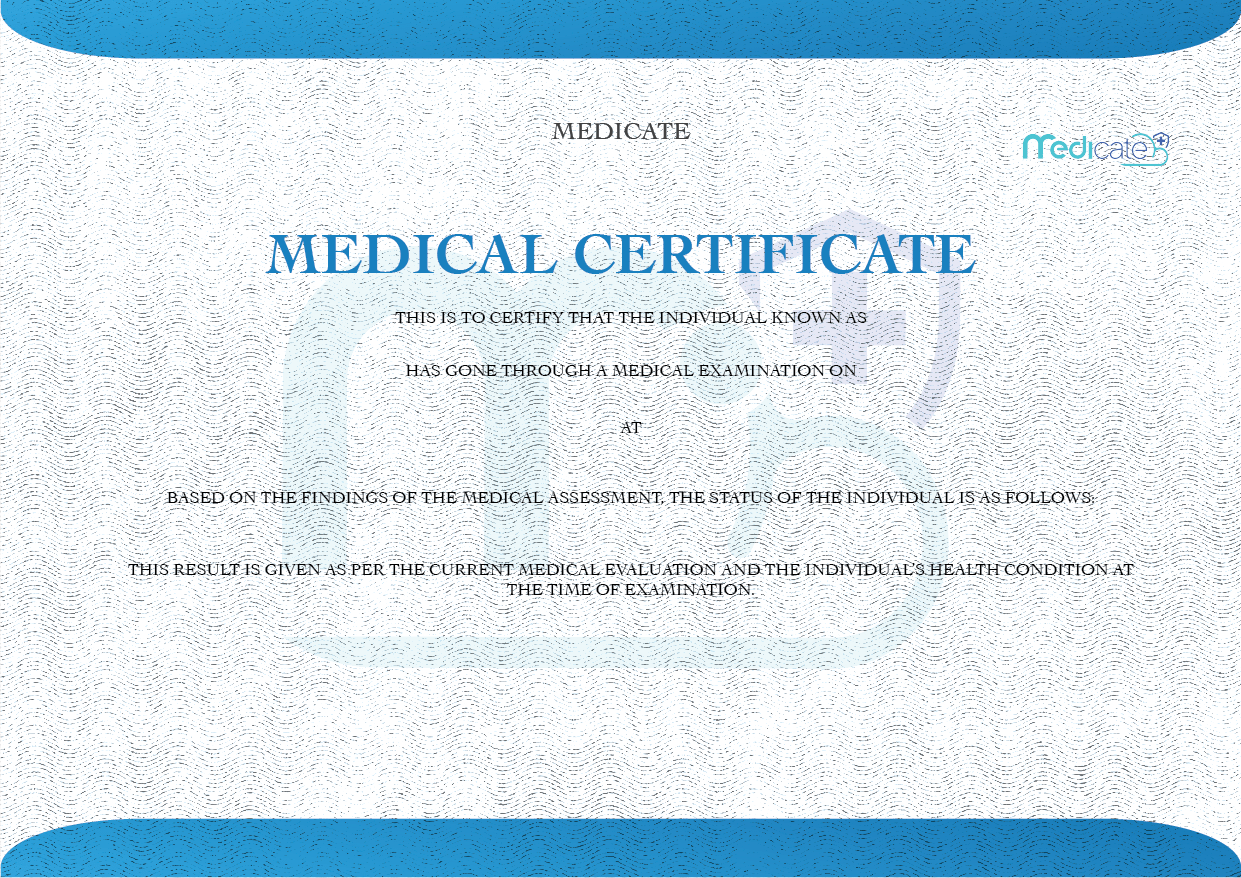 MEDICATE
Medicate
MEDICAL CERTIFICATE
THIS IS TO CERTIFY THAT THE INDIVIDUAL KNOWN AS
HAS GONE THROUGH A MEDICAL EXAMINATION ON
AT
BASED ON THE FINDINGS OF THE MEDICAL ASSESSMENT, THE STATUS OF THE INDIVIDUAL IS AS FOLLOWS:
THIS RESULT IS GIVEN AS PER THE CURRENT MEDICAL EVALUATION AND THE INDIVIDUAL'S HEALTH CONDITION AT
THE TIME OF EXAMINATION.